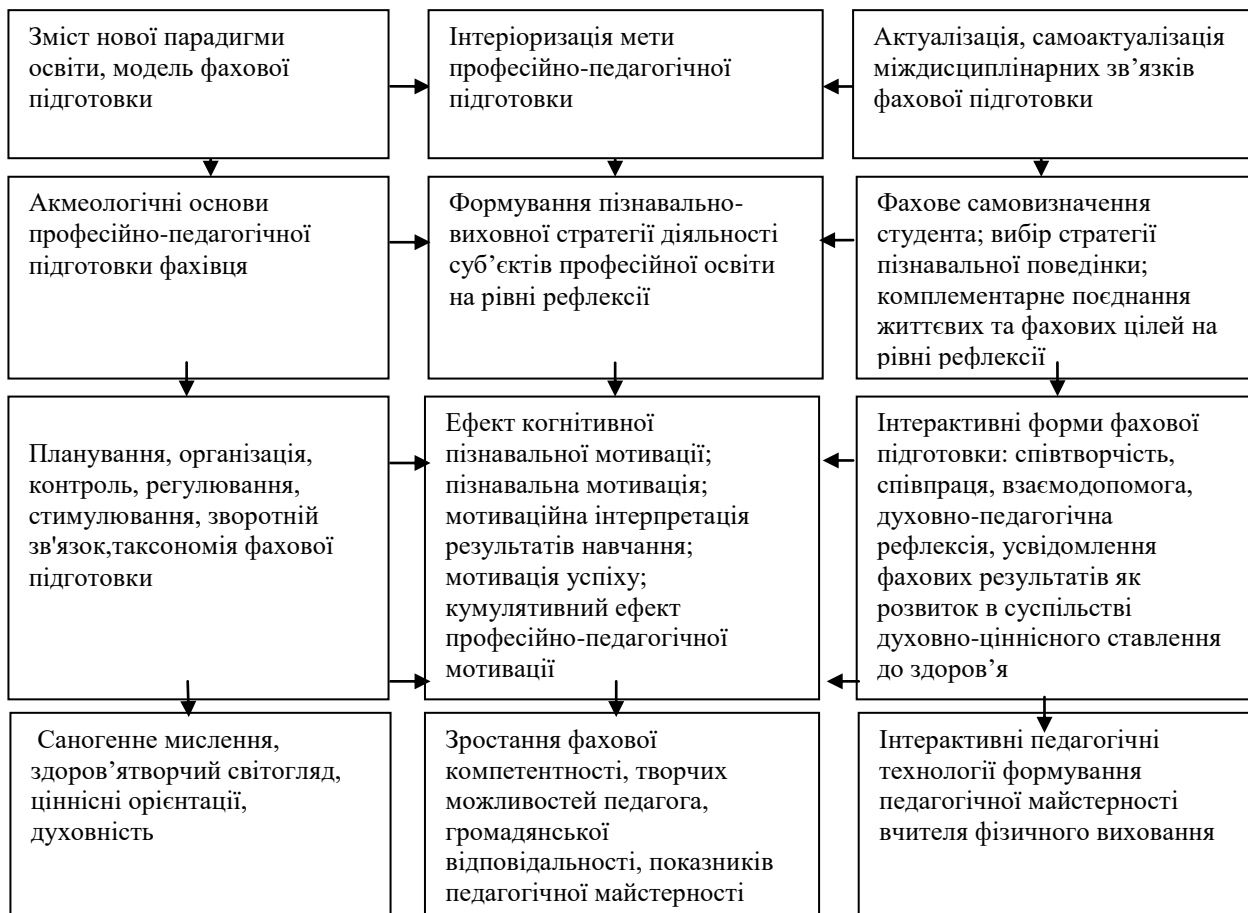 Зміст нової парадигми
освіти, модель фахової
підготовки
Інтеріоризація мети
професійно-педагогічної
підготовки
Актуалізація, самоактуалізація
міждисциплінарних зв’язків
фахової підготовки
Акмеологічні основи
професійно-педагогічної
підготовки фахівця
Формування пізнавально-
виховної стратегії діяльності
суб’єктів професійної освіти
на рівні рефлексії
Фахове самовизначення
студента; вибір стратегії
пізнавальної поведінки;
комплементарне поєднання
життєвих та фахових цілей на
рівні рефлексії
Планування, організація,
контроль, регулювання,
стимулювання, зворотній
зв'язок,таксономія фахової
підготовки
Ефект когнітивної
пізнавальної мотивації;
пізнавальна мотивація;
мотиваційна інтерпретація
результатів навчання;
мотивація успіху;
кумулятивний ефект
професійно-педагогічної
мотивації
Інтерактивні форми фахової
підготовки: співтворчість,
співпраця, взаємодопомога,
духовно-педагогічна
рефлексія, усвідомлення
фахових результатів як
розвиток в суспільстві
духовно-ціннісного ставлення
до здоров’я
Саногенне мислення,
здоров’ятворчий світогляд,
ціннісні орієнтації,
духовність
Зростання фахової
компетентності, творчих
можливостей педагога,
громадянської
відповідальності, показників
педагогічної майстерності
Інтерактивні педагогічні
технології формування
педагогічної майстерності
вчителя фізичного виховання